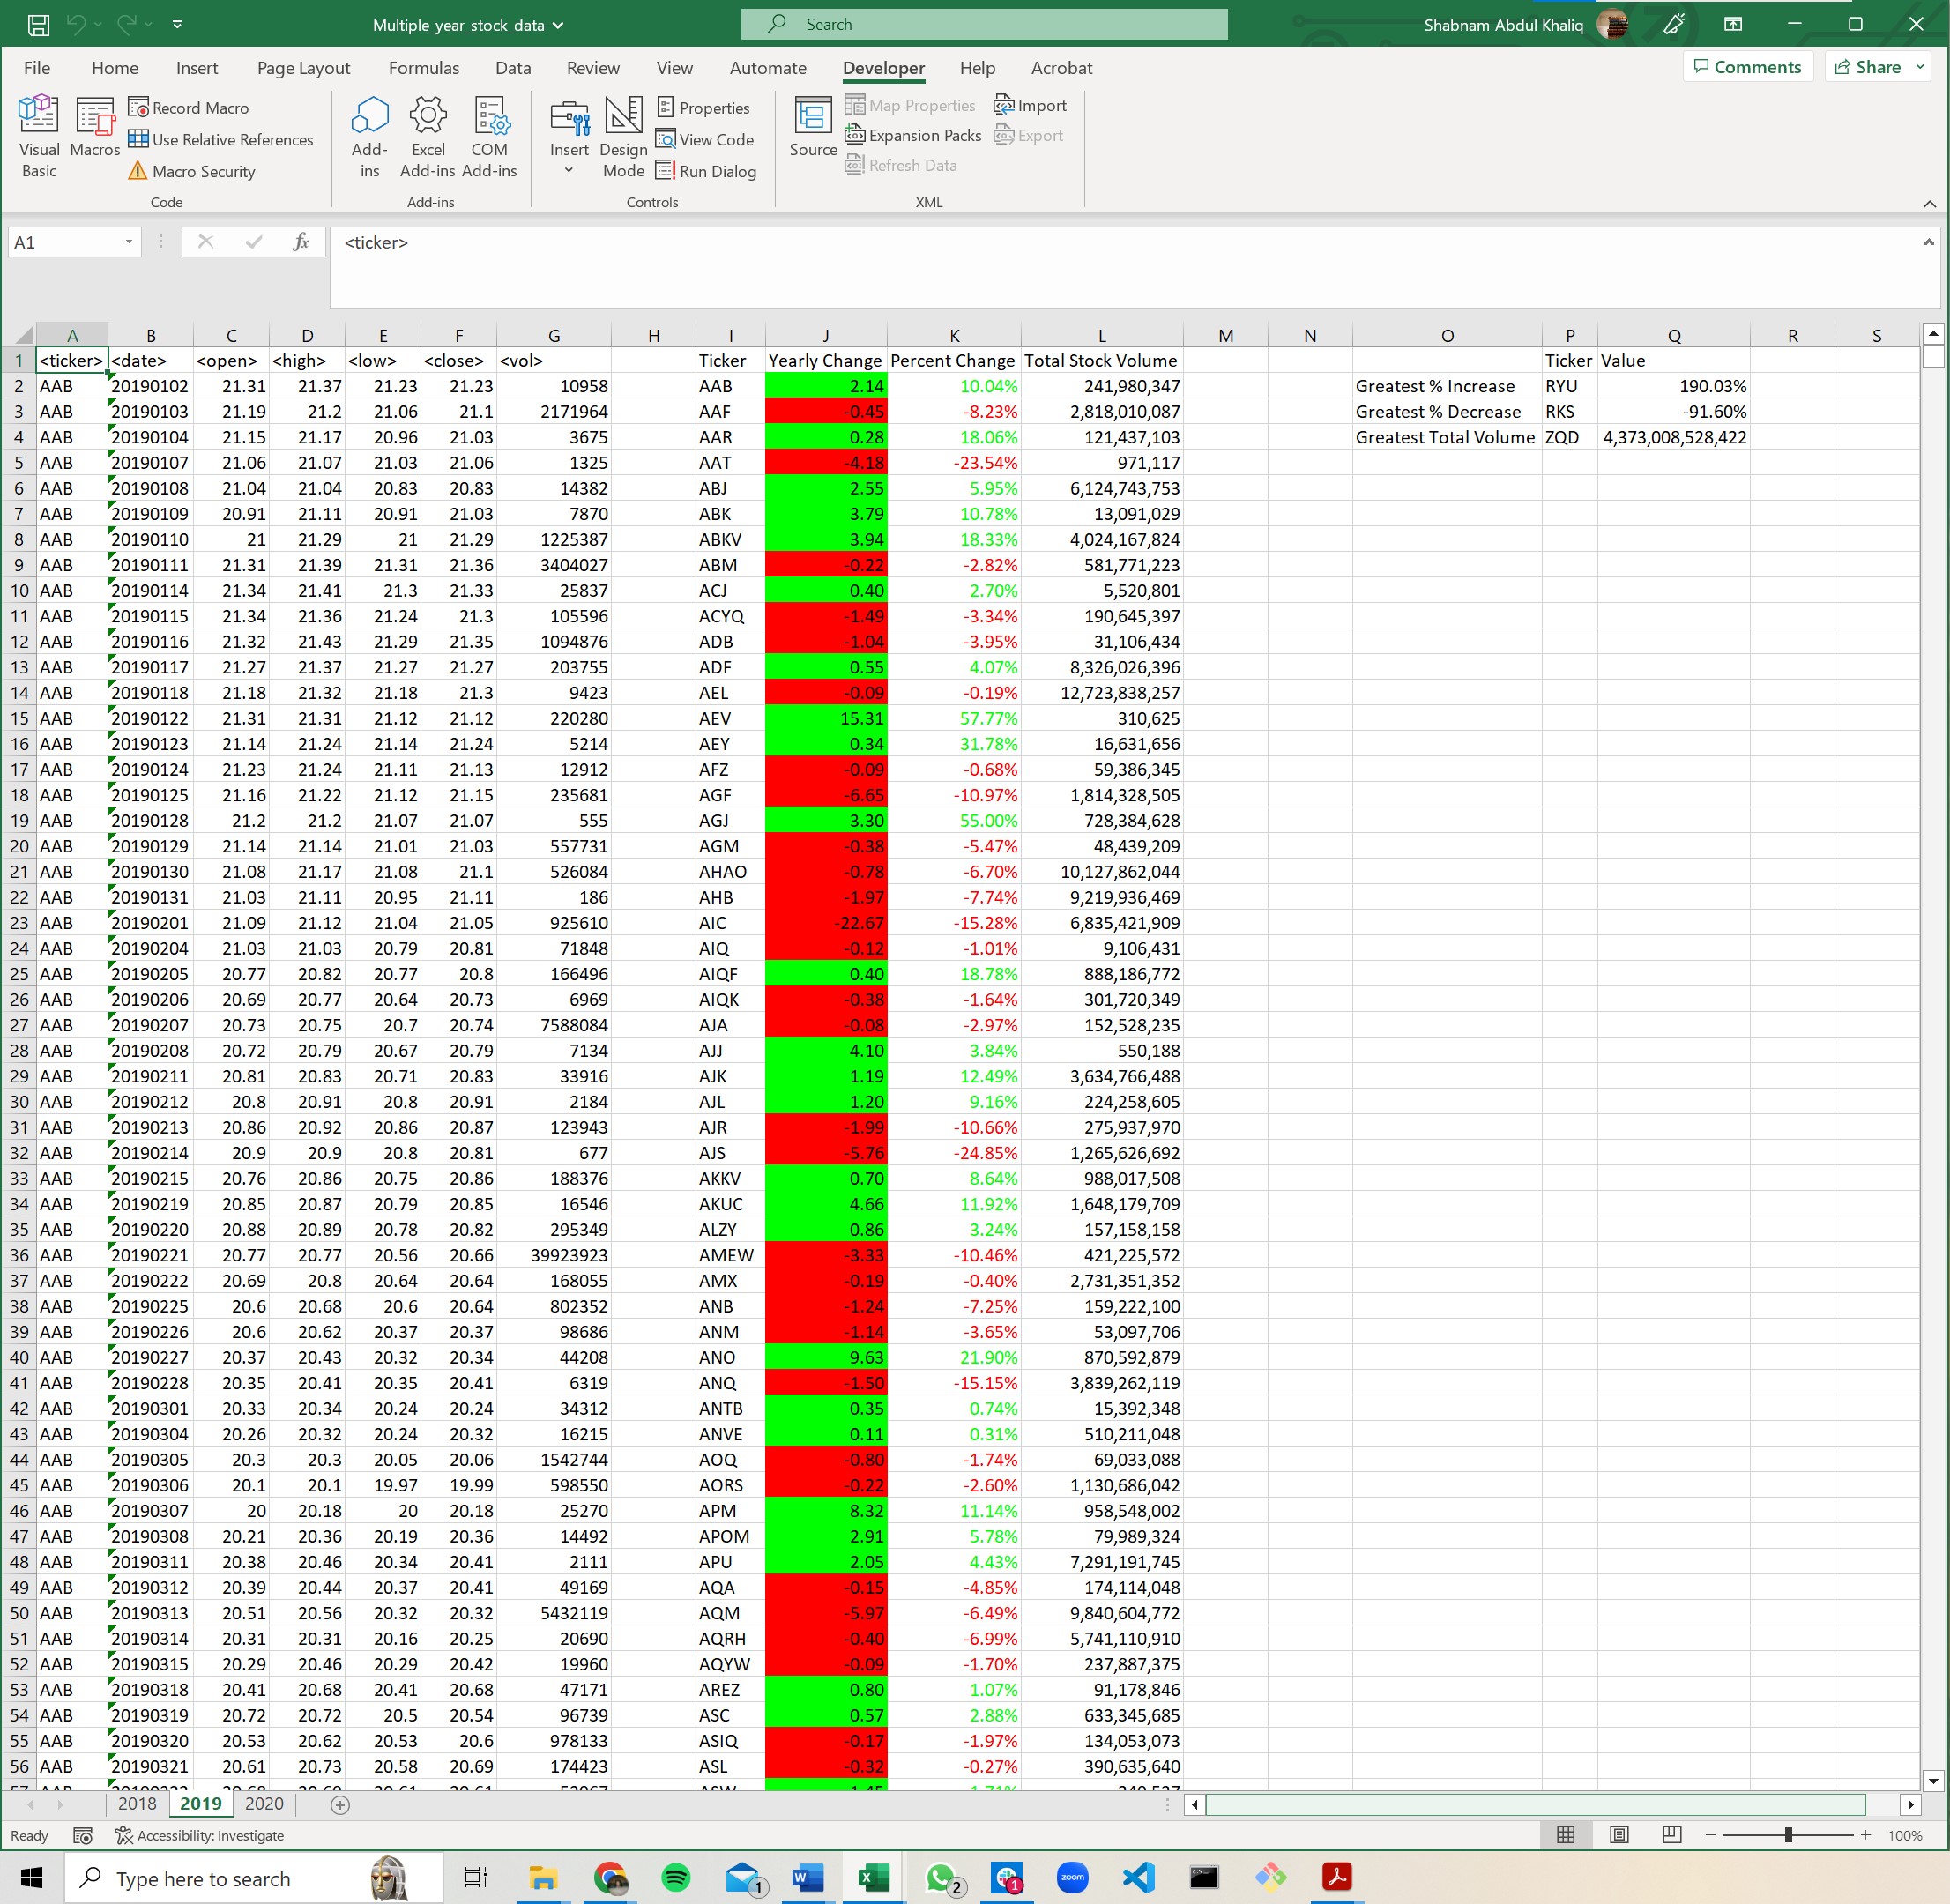 Multiple_year_stock_data
Search
Shabnam Abdul Khaliq
File Home Insert Page Layout Formulas Data Review View Automate Developer Help Acrobat Comments Share
Visual Basic
Macros
Record Macro
Use Relative References
Macro Security
Code
Add-ins
Excel Add-ins
COM Add-ins
Add-ins
Insert
Design Mode
Properties
View Code
Run Dialog
Controls
Source
Map Properties
Expansion Packs
Refresh Data
Import
Export
XML
A1 fx <ticker>
A B C D E F G H I J K L M N O P Q R S
1 <ticker> <date> <open> <high> <low> <close> <vol> Ticker Yearly Change Percent Change Total Stock Volume Ticker Value
2 AAB 20190102 21.31 21.37 21.23 21.23 10958 AAB 2.14 10.04% 241,980,347 Greatest % Increase RYU 190.03%
3 AAB 20190103 21.19 21.2 21.06 21.1 2171964 AAF -0.45 -8.23% 2,818,010,087 Greatest % Decrease RKS -91.60%
4 AAB 20190104 21.15 21.17 20.96 21.03 3675 AAR 0.28 18.06% 121,437,103 Greatest Total Volume ZQD 4,373,008,528,422
5 AAB 20190107 21.06 21.07 21.03 21.06 1325 AAT -4.18 -23.54% 971,117
6 AAB 20190108 21.04 21.04 20.83 20.83 14382 ABJ 2.55 5.95% 6,124,743,753
7 AAB 20190109 20.91 21.11 20.91 21.03 7870 ABK 3.79 10.78% 13,091,029
8 AAB 20190110 21 21.29 21 21.29 1225387 ABKV 3.94 18.33% 4,024,167,824
9 AAB 20190111 21.31 21.39 21.31 21.36 3404027 ABM -0.22 -2.82% 581,771,223
10 AAB 20190114 21.34 21.41 21.3 21.33 25837 ACJ 0.40 2.70% 5,520,801
11 AAB 20190115 21.34 21.36 21.24 21.3 105596 ACYQ -1.49 -3.34% 190,645,397
12 AAB 20190116 21.32 21.43 21.29 21.35 1094876 ADB -1.04 -3.95% 31,106,434
13 AAB 20190117 21.27 21.37 21.27 21.27 203755 ADF 0.55 4.07% 8,326,026,396
14 AAB 20190118 21.18 21.32 21.18 21.3 9423 AEL -0.09 -0.19% 12,723,838,257
15 AAB 20190122 21.31 21.31 21.12 21.12 220280 AEV 15.31 57.77% 310,625
16 AAB 20190123 21.14 21.24 21.14 21.24 5214 AEY 0.34 31.78% 16,631,656
17 AAB 20190124 21.23 21.24 21.11 21.13 12912 AFZ -0.09 -0.68% 59,386,345
18 AAB 20190125 21.16 21.22 21.12 21.15 235681 AGF -6.65 -10.97% 1,814,328,505
19 AAB 20190128 21.2 21.2 21.07 21.07 555 AGJ 3.30 55.00% 728,384,628
20 AAB 20190129 21.14 21.14 21.01 21.03 557731 AGM -0.38 -5.47% 48,439,209
21 AAB 20190130 21.08 21.17 21.08 21.1 526084 AHAO -0.78 -6.70% 10,127,862,044
22 AAB 20190131 21.03 21.11 20.95 21.11 186 AHB -1.97 -7.74% 9,219,936,469
23 AAB 20190201 21.09 21.12 21.04 21.05 925610 AIC -22.67 -15.28% 6,835,421,909
24 AAB 20190204 21.03 21.03 20.79 20.81 71848 AIQ -0.12 -1.01% 9,106,431
25 AAB 20190205 20.77 20.82 20.77 20.8 166496 AIQF 0.40 18.78% 888,186,772
26 AAB 20190206 20.69 20.77 20.64 20.73 6969 AIQK -0.38 -1.64% 301,720,349
27 AAB 20190207 20.73 20.75 20.7 20.74 7588084 AJA -0.08 -2.97% 152,528,235
28 AAB 20190208 20.72 20.79 20.67 20.79 7134 AJJ 4.10 3.84% 550,188
29 AAB 20190211 20.81 20.83 20.71 20.83 33916 AJK 1.19 12.49% 3,634,766,488
30 AAB 20190212 20.8 20.91 20.8 20.91 2184 AJL 1.20 9.16% 224,258,605
31 AAB 20190213 20.86 20.92 20.86 20.87 123943 AJR -1.99 -10.66% 275,937,970
32 AAB 20190214 20.9 20.9 20.8 20.81 677 AJS -5.76 -24.85% 1,265,626,692
33 AAB 20190215 20.76 20.86 20.75 20.86 188376 AKKV 0.70 8.64% 988,017,508
34 AAB 20190219 20.85 20.87 20.79 20.85 16546 AKUC 4.66 11.92% 1,648,179,709
35 AAB 20190220 20.88 20.89 20.78 20.82 295349 ALZY 0.86 3.24% 157,158,158
36 AAB 20190221 20.77 20.77 20.56 20.66 39923923 AMEW -3.33 -10.46% 421,225,572
37 AAB 20190222 20.69 20.8 20.64 20.64 168055 AMX -0.19 -0.40% 2,731,351,352
38 AAB 20190225 20.6 20.68 20.6 20.64 802352 ANB -1.24 -7.25% 159,222,100
39 AAB 20190226 20.6 20.62 20.37 20.37 98686 ANM -1.14 -3.65% 53,097,706
40 AAB 20190227 20.37 20.43 20.32 20.34 44208 ANO 9.63 21.90% 870,592,879
41 AAB 20190228 20.35 20.41 20.35 20.41 6319 ANQ -1.50 -15.15% 3,839,262,119
42 AAB 20190301 20.33 20.34 20.24 20.24 34312 ANTB 0.35 0.74% 15,392,348
43 AAB 20190304 20.26 20.32 20.24 20.32 16215 ANVE 0.11 0.31% 510,211,048
44 AAB 20190305 20.3 20.3 20.05 20.06 1542744 AOQ -0.80 -1.74% 69,033,088
45 AAB 20190306 20.1 20.1 19.97 19.99 598550 AORS -0.22 -2.60% 1,130,686,042
46 AAB 20190307 20 20.18 20 20.18 25270 APM 8.32 11.14% 958,548,002
47 AAB 20190308 20.21 20.36 20.19 20.36 14492 APOM 2.91 5.78% 79,989,324
48 AAB 20190311 20.38 20.46 20.34 20.41 2111 APU 2.05 4.43% 7,291,191,745
49 AAB 20190312 20.39 20.44 20.37 20.41 49169 AQA -0.15 -4.85% 174,114,048
50 AAB 20190313 20.51 20.56 20.32 20.32 5432119 AQM -5.97 -6.49% 9,840,604,772
51 AAB 20190314 20.31 20.31 20.16 20.25 20690 AQRH -0.40 -6.99% 5,741,110,910
52 AAB 20190315 20.29 20.46 20.29 20.42 19960 AQYW -0.09 -1.70% 237,887,375
53 AAB 20190318 20.41 20.68 20.41 20.68 47171 AREZ 0.80 1.07% 91,178,846
54 AAB 20190319 20.72 20.72 20.5 20.54 96739 ASC 0.57 2.88% 633,345,685
55 AAB 20190320 20.53 20.62 20.53 20.6 978133 ASIQ -0.17 -1.97% 134,053,073
56 AAB 20190321 20.61 20.73 20.58 20.69 174423 ASL -0.32 -0.27% 390,635,640
2018 2019 2020
Ready Accessibility: Investigate 100%
Type here to search
1
W
X
2
1
zoom